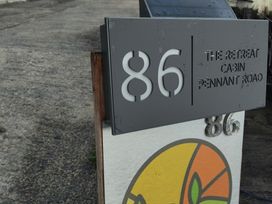 86
THE RETREAT
CABIN
PENNANT ROAD
86